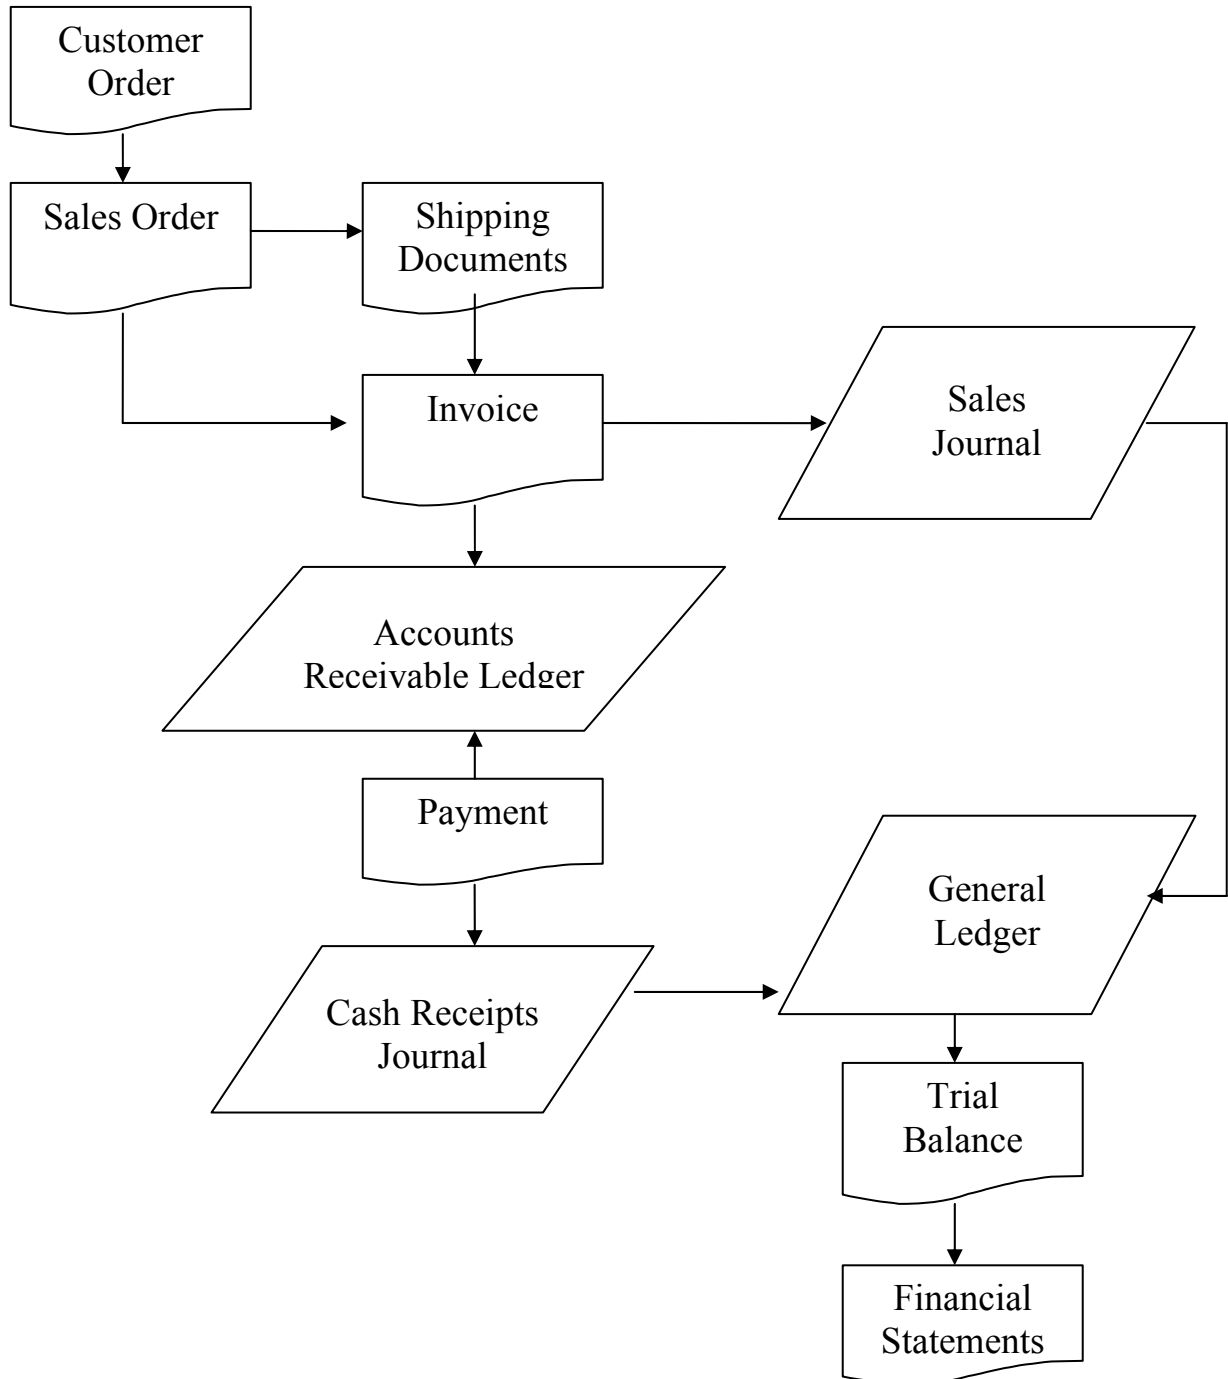 Customer
Order
Sales Order
Shipping
Documents
Invoice
Sales
Journal
Accounts
Receivable Ledger
Payment
General
Ledger
Cash Receipts
Journal
Trial
Balance
Financial
Statements